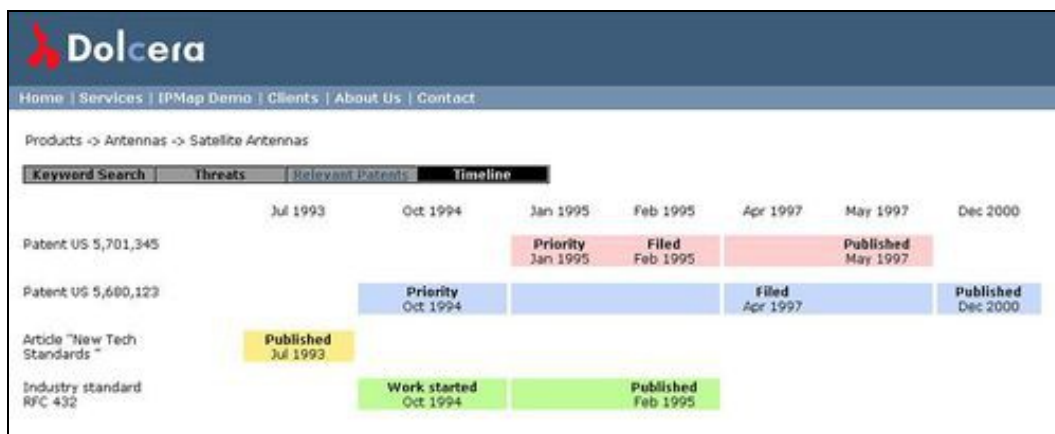 Dolcera
Home | Services | IPMap Demo | Clients | About Us | Contact
Products -> Antennas -> Satellite Antennas
Keyword Search | Threats | Relevant Patents Timeline
Jul 1993 Oct 1994 Jan 1995 Feb 1995 Apr 1997 May 1997 Dec 2000
Patent US 5,701,345 Priority Filed Published
Jan 1995 Feb 1995 May 1997
Patent US 5,680,123 Priority Filed Published
Oct 1994 Apr 1997 Dec 2000
Article "New Tech Published
Standards " Jul 1993
Industry standard Work started Published
RFC 432 Oct 1994 Feb 1995